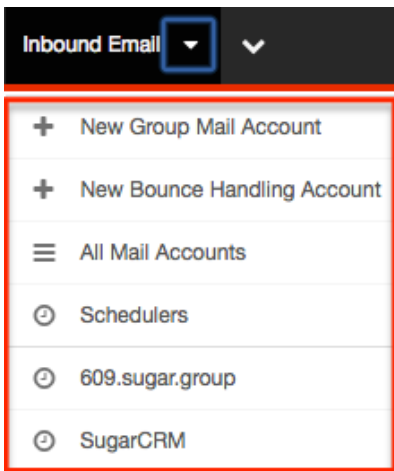 Inbound Email
New Group Mail Account
New Bounce Handling Account
All Mail Accounts
Schedulers
609.sugar.group
SugarCRM